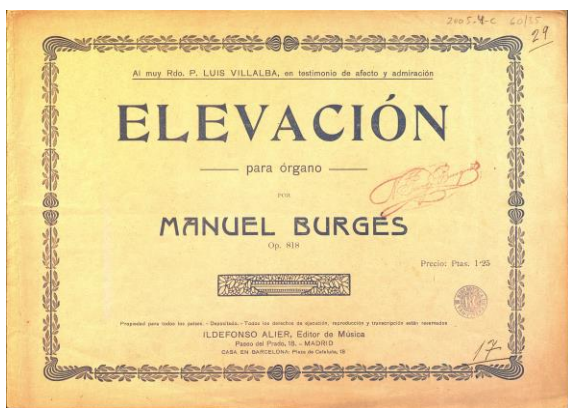 2005-4-C 60/35
29
Al muy Rdo. P. LUIS VILLALBA, en testimonio de afecto y admiración
ELEVACIÓN
para órgano
POR
MANUEL BURGÉS
Op. 818
Precio: Ptas. 1'25
Propiedad para todos los países. - Depositado. - Todos los derechos de ejecución, reproducción y transcripción están reservados
ILDEFONSO ALIER, Editor de Música
Paseo del Prado, 18. - MADRID
CASA EN BARCELONA: Plaza de Cataluña, 18
17